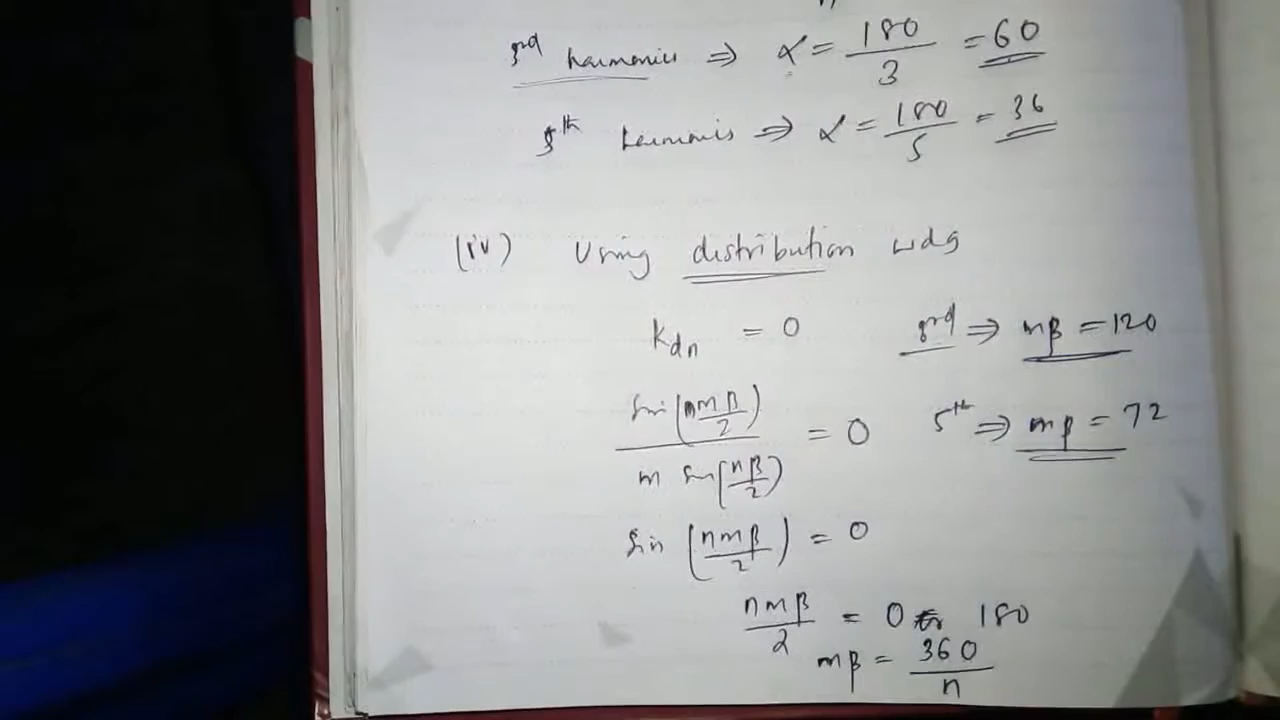 3rd harmonics ⇒ α = 180/3 = 60
5th harmonics ⇒ α = 180/5 = 36
(iv) Using distribution wdg
Kdn = 0
3rd ⇒ mβ = 120
sin(nmβ/2) / m sin(nβ/2) = 0
5th ⇒ mβ = 72
sin (nmβ/2) = 0
nmβ/2 = 0 or 180
mβ = 360/n